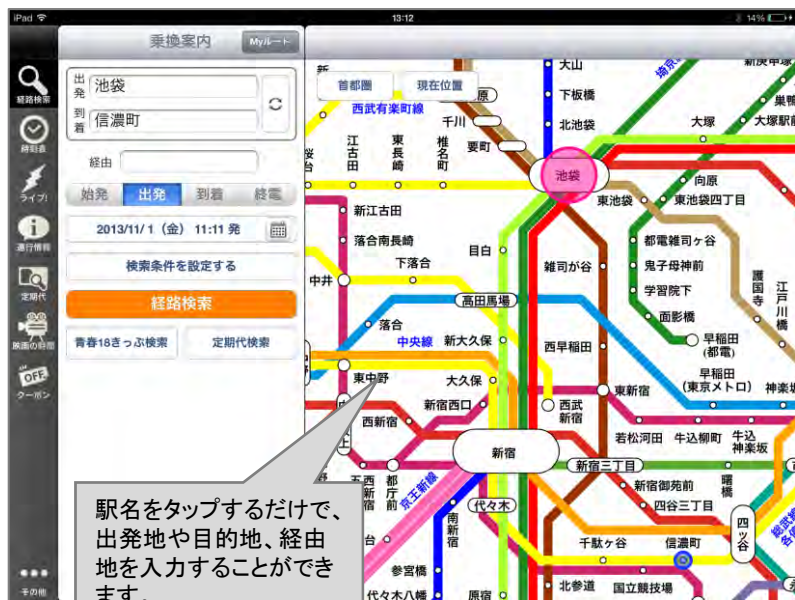 iPad
13:12
14%
乗換案内
Myルート
経路検索
時刻表
ライブ!
運行情報
定期代
映画の時間
OFF
クーポン
その他
出発
池袋
到着
信濃町
経由
始発
出発
到着
終電
2013/11/1（金） 11:11 発
検索条件を設定する
経路検索
青春18きっぷ検索
定期代検索
首都圏
現在位置
西武有楽町線
千川
要町
大山
下板橋
北池袋
大塚
大塚駅前
巣鴨
新庚申塚
江古田
東長崎
椎名町
桜台
池袋
向原
東池袋
東池袋四丁目
新江古田
落合南長崎
目白
都電雑司ヶ谷
鬼子母神前
雑司が谷
学習院下
面影橋
護国寺
江戸川橋
下落合
中井
高田馬場
落合
中央線
新大久保
西早稲田
早稲田
(都電)
早稲田
(東京メトロ)
東中野
大久保
東新宿
新宿西口
西武
新宿
西新宿
若松河田
牛込柳町
牛込
神楽坂
新宿
新宿三丁目
新宿御苑前
曙橋
四谷三丁目
都庁前
京王新線
代々木
南新宿
千駄ヶ谷
信濃町
四ツ谷
参宮橋
代々木八幡
原宿
北参道
国立競技場
駅名をタップするだけで、
出発地や目的地、経由
地を入力することができ
ます。